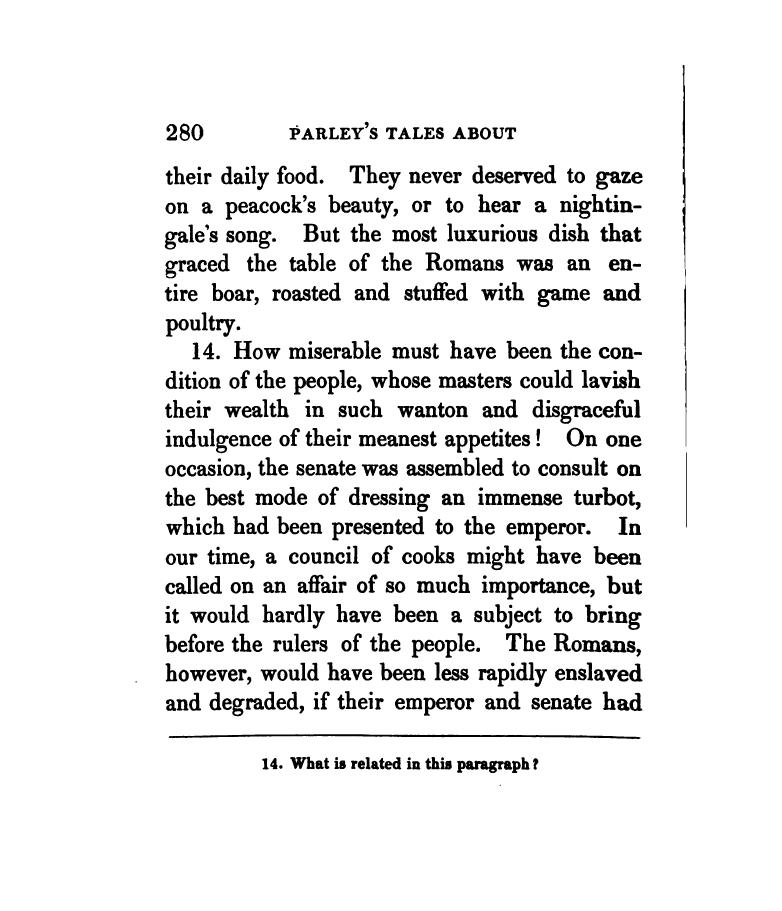 280 PARLEY'S TALES ABOUT
their daily food. They never deserved to gaze
on a peacock's beauty, or to hear a nightin-
gale's song. But the most luxurious dish that
graced the table of the Romans was an en-
tire boar, roasted and stuffed with game and
poultry.
14. How miserable must have been the con-
dition of the people, whose masters could lavish
their wealth in such wanton and disgraceful
indulgence of their meanest appetites! On one
occasion, the senate was assembled to consult on
the best mode of dressing an immense turbot,
which had been presented to the emperor. In
our time, a council of cooks might have been
called on an affair of so much importance, but
it would hardly have been a subject to bring
before the rulers of the people. The Romans,
however, would have been less rapidly enslaved
and degraded, if their emperor and senate had
14. What is related in this paragraph?